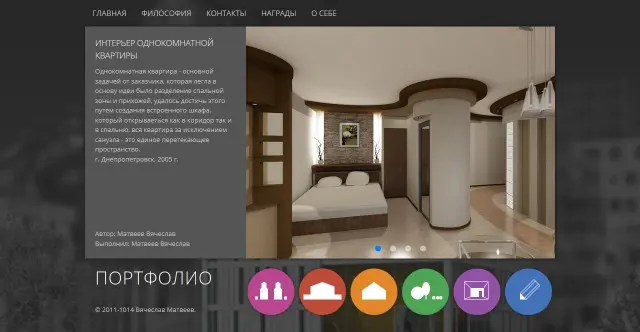 ГЛАВНАЯ ФИЛОСОФИЯ КОНТАКТЫ НАГРАДЫ О СЕБЕ
ИНТЕРЬЕР ОДНОКОМНАТНОЙ
КВАРТИРЫ
Однокомнатная квартира - основной
задачей от заказчика, которая легла в
основу идеи было разделение спальной
зоны и прихожей, удалось достичь этого
путем создания встроенного шкафа,
который открывается как в коридор так и
в спальню. вся квартира за исключением
санузла - это единое перетекающее
пространство.
г. Днепропетровск, 2005 г.
Автор: Матвеев Вячеслав
Выполнил: Матвеев Вячеслав
ПОРТФОЛИО
© 2011-1014 Вячеслав Матвеев.